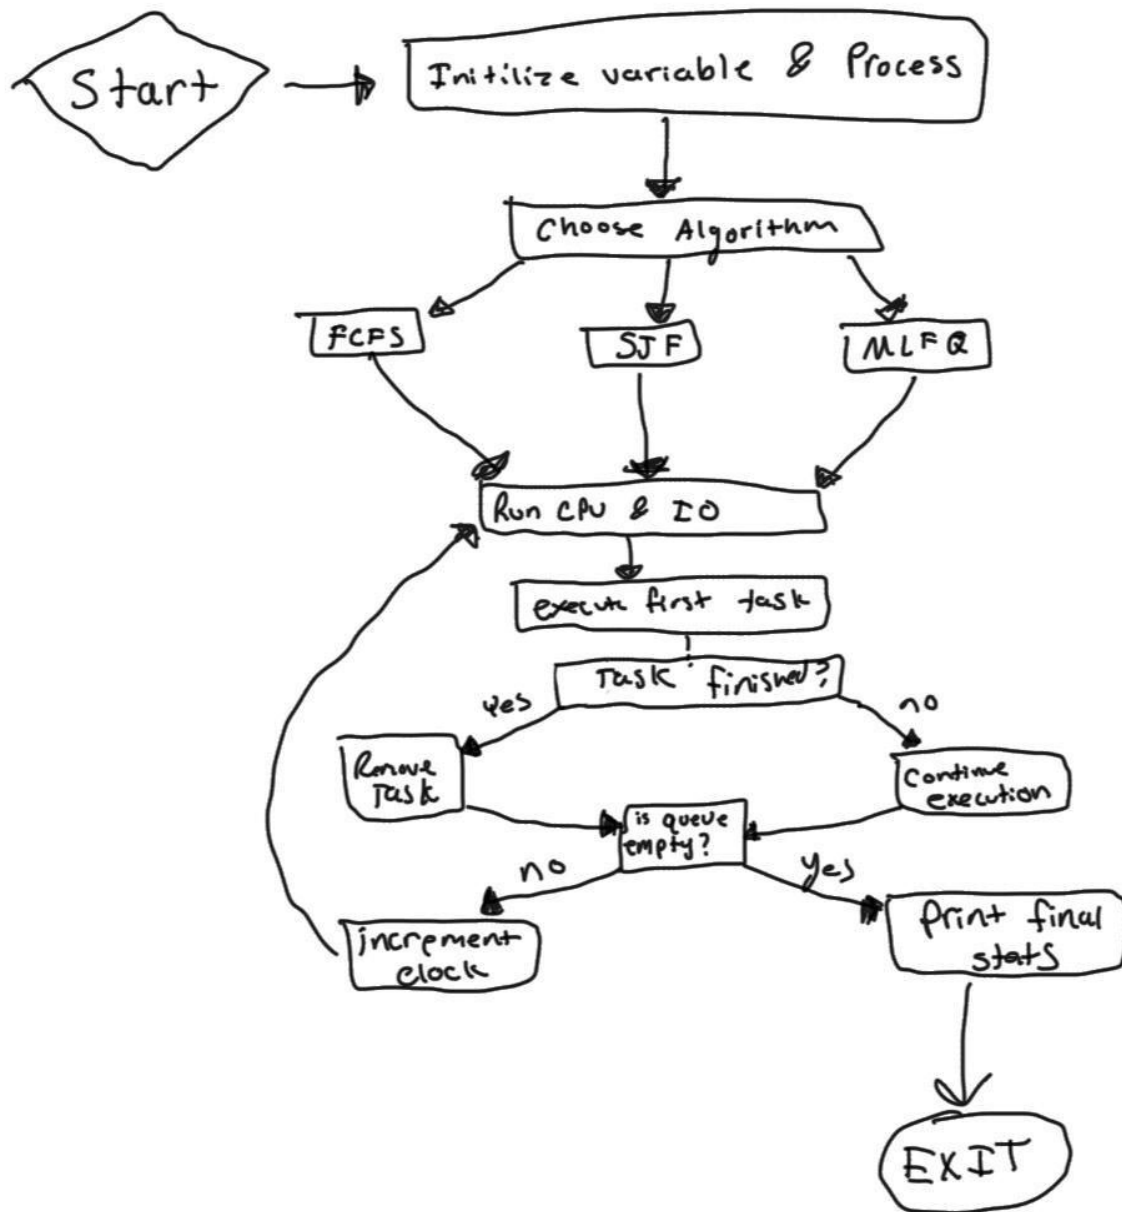 Start
Initilize variable & Process
Choose Algorithm
FCFS
SJF
MLFQ
Run CPU & IO
execute first task
Task finished?
yes
no
Remove
Task
Continue
execution
is queue
empty?
no
yes
increment
clock
Print final
stats
EXIT